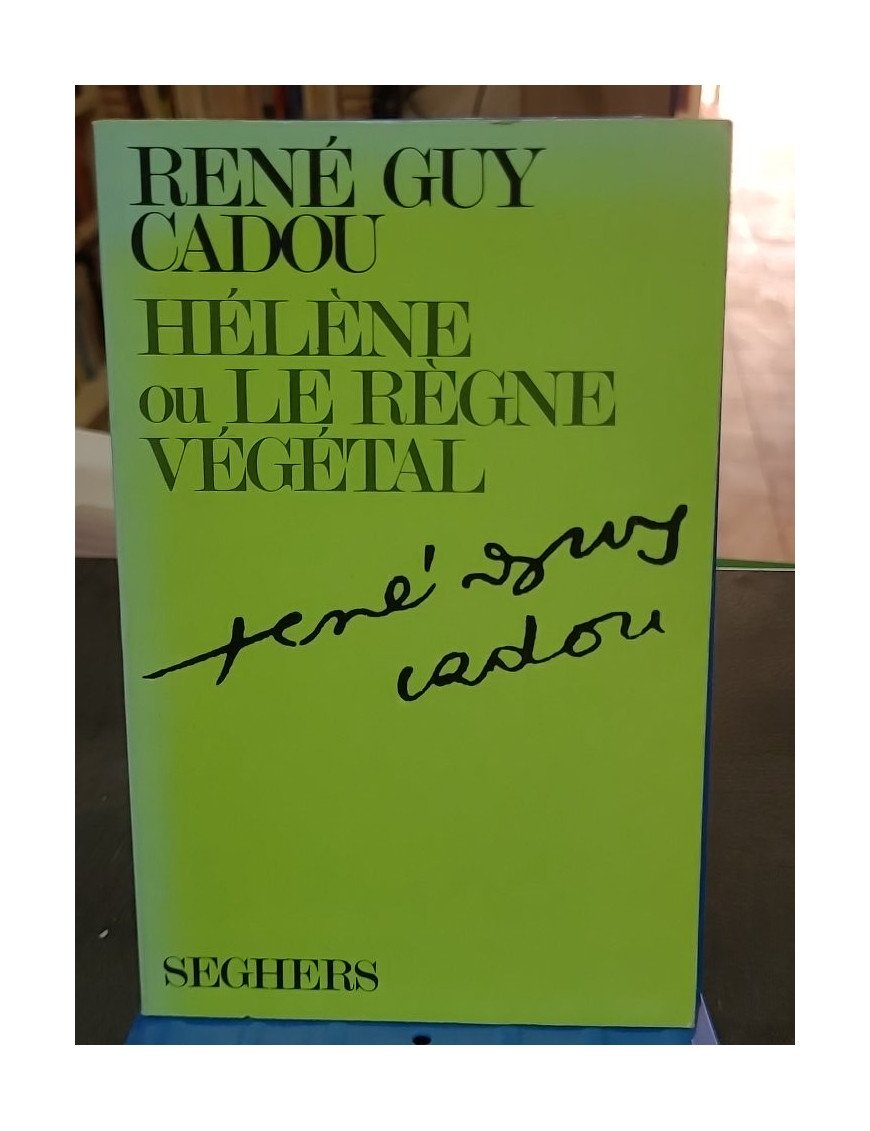 RENÉ GUY
CADOU
HÉLÈNE
ou LE RÈGNE
VÉGÉTAL
rené guy
cadou
SEGHERS